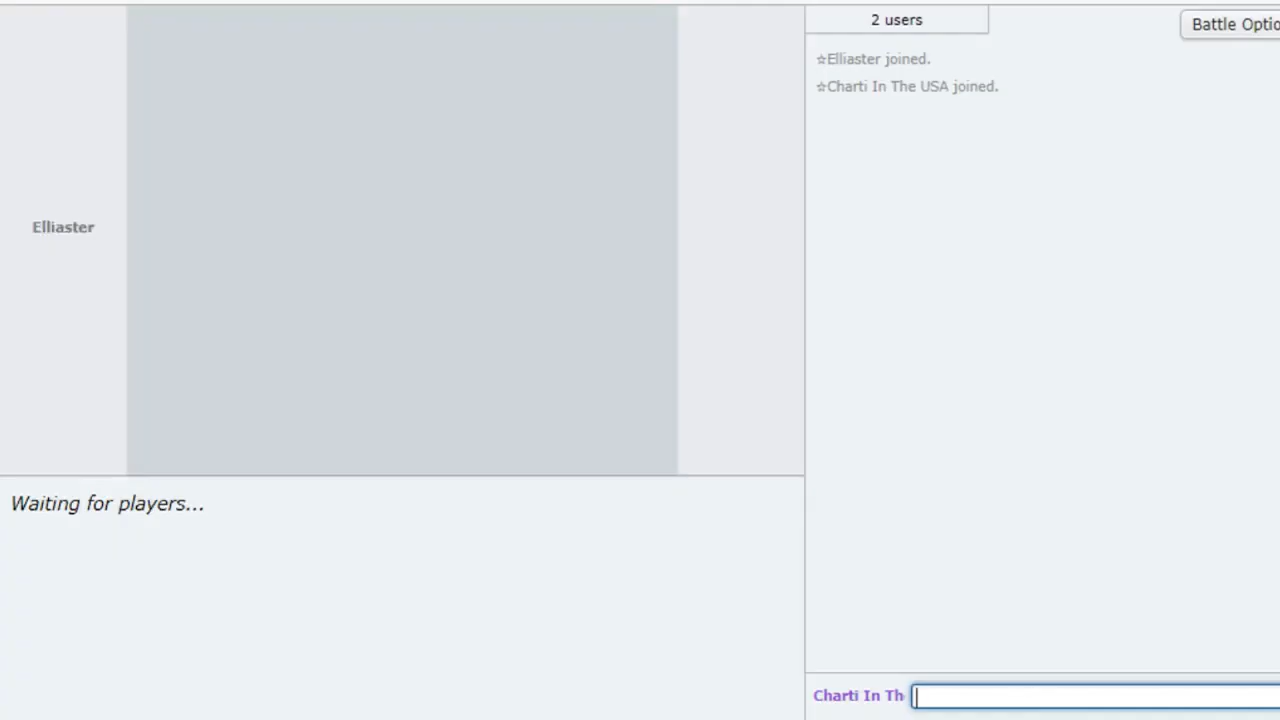 2 users
Battle Optio
☆Elliaster joined.
☆Charti In The USA joined.
Elliaster
Waiting for players...
Charti In Th